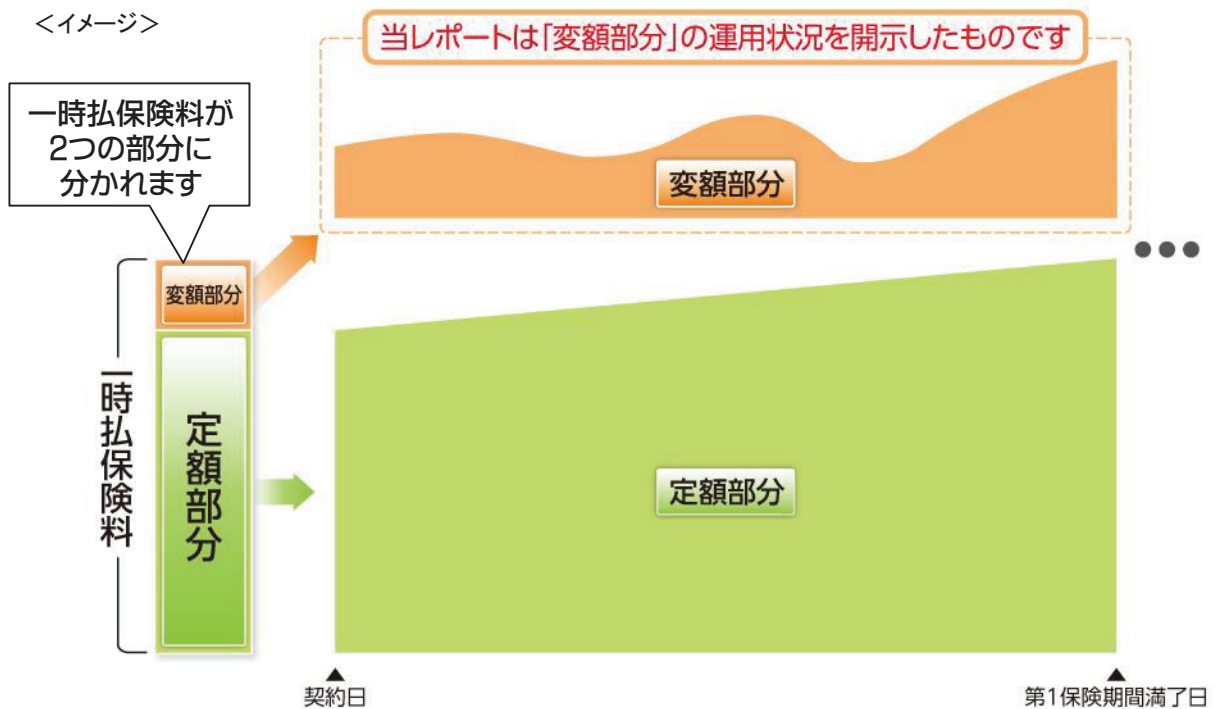 <イメージ>
当レポートは「変額部分」の運用状況を開示したものです
一時払保険料が
2つの部分に
分かれます
変額部分
変額部分
一時払保険料
定額部分
定額部分
●●●
▲
契約日
▲
第1保険期間満了日